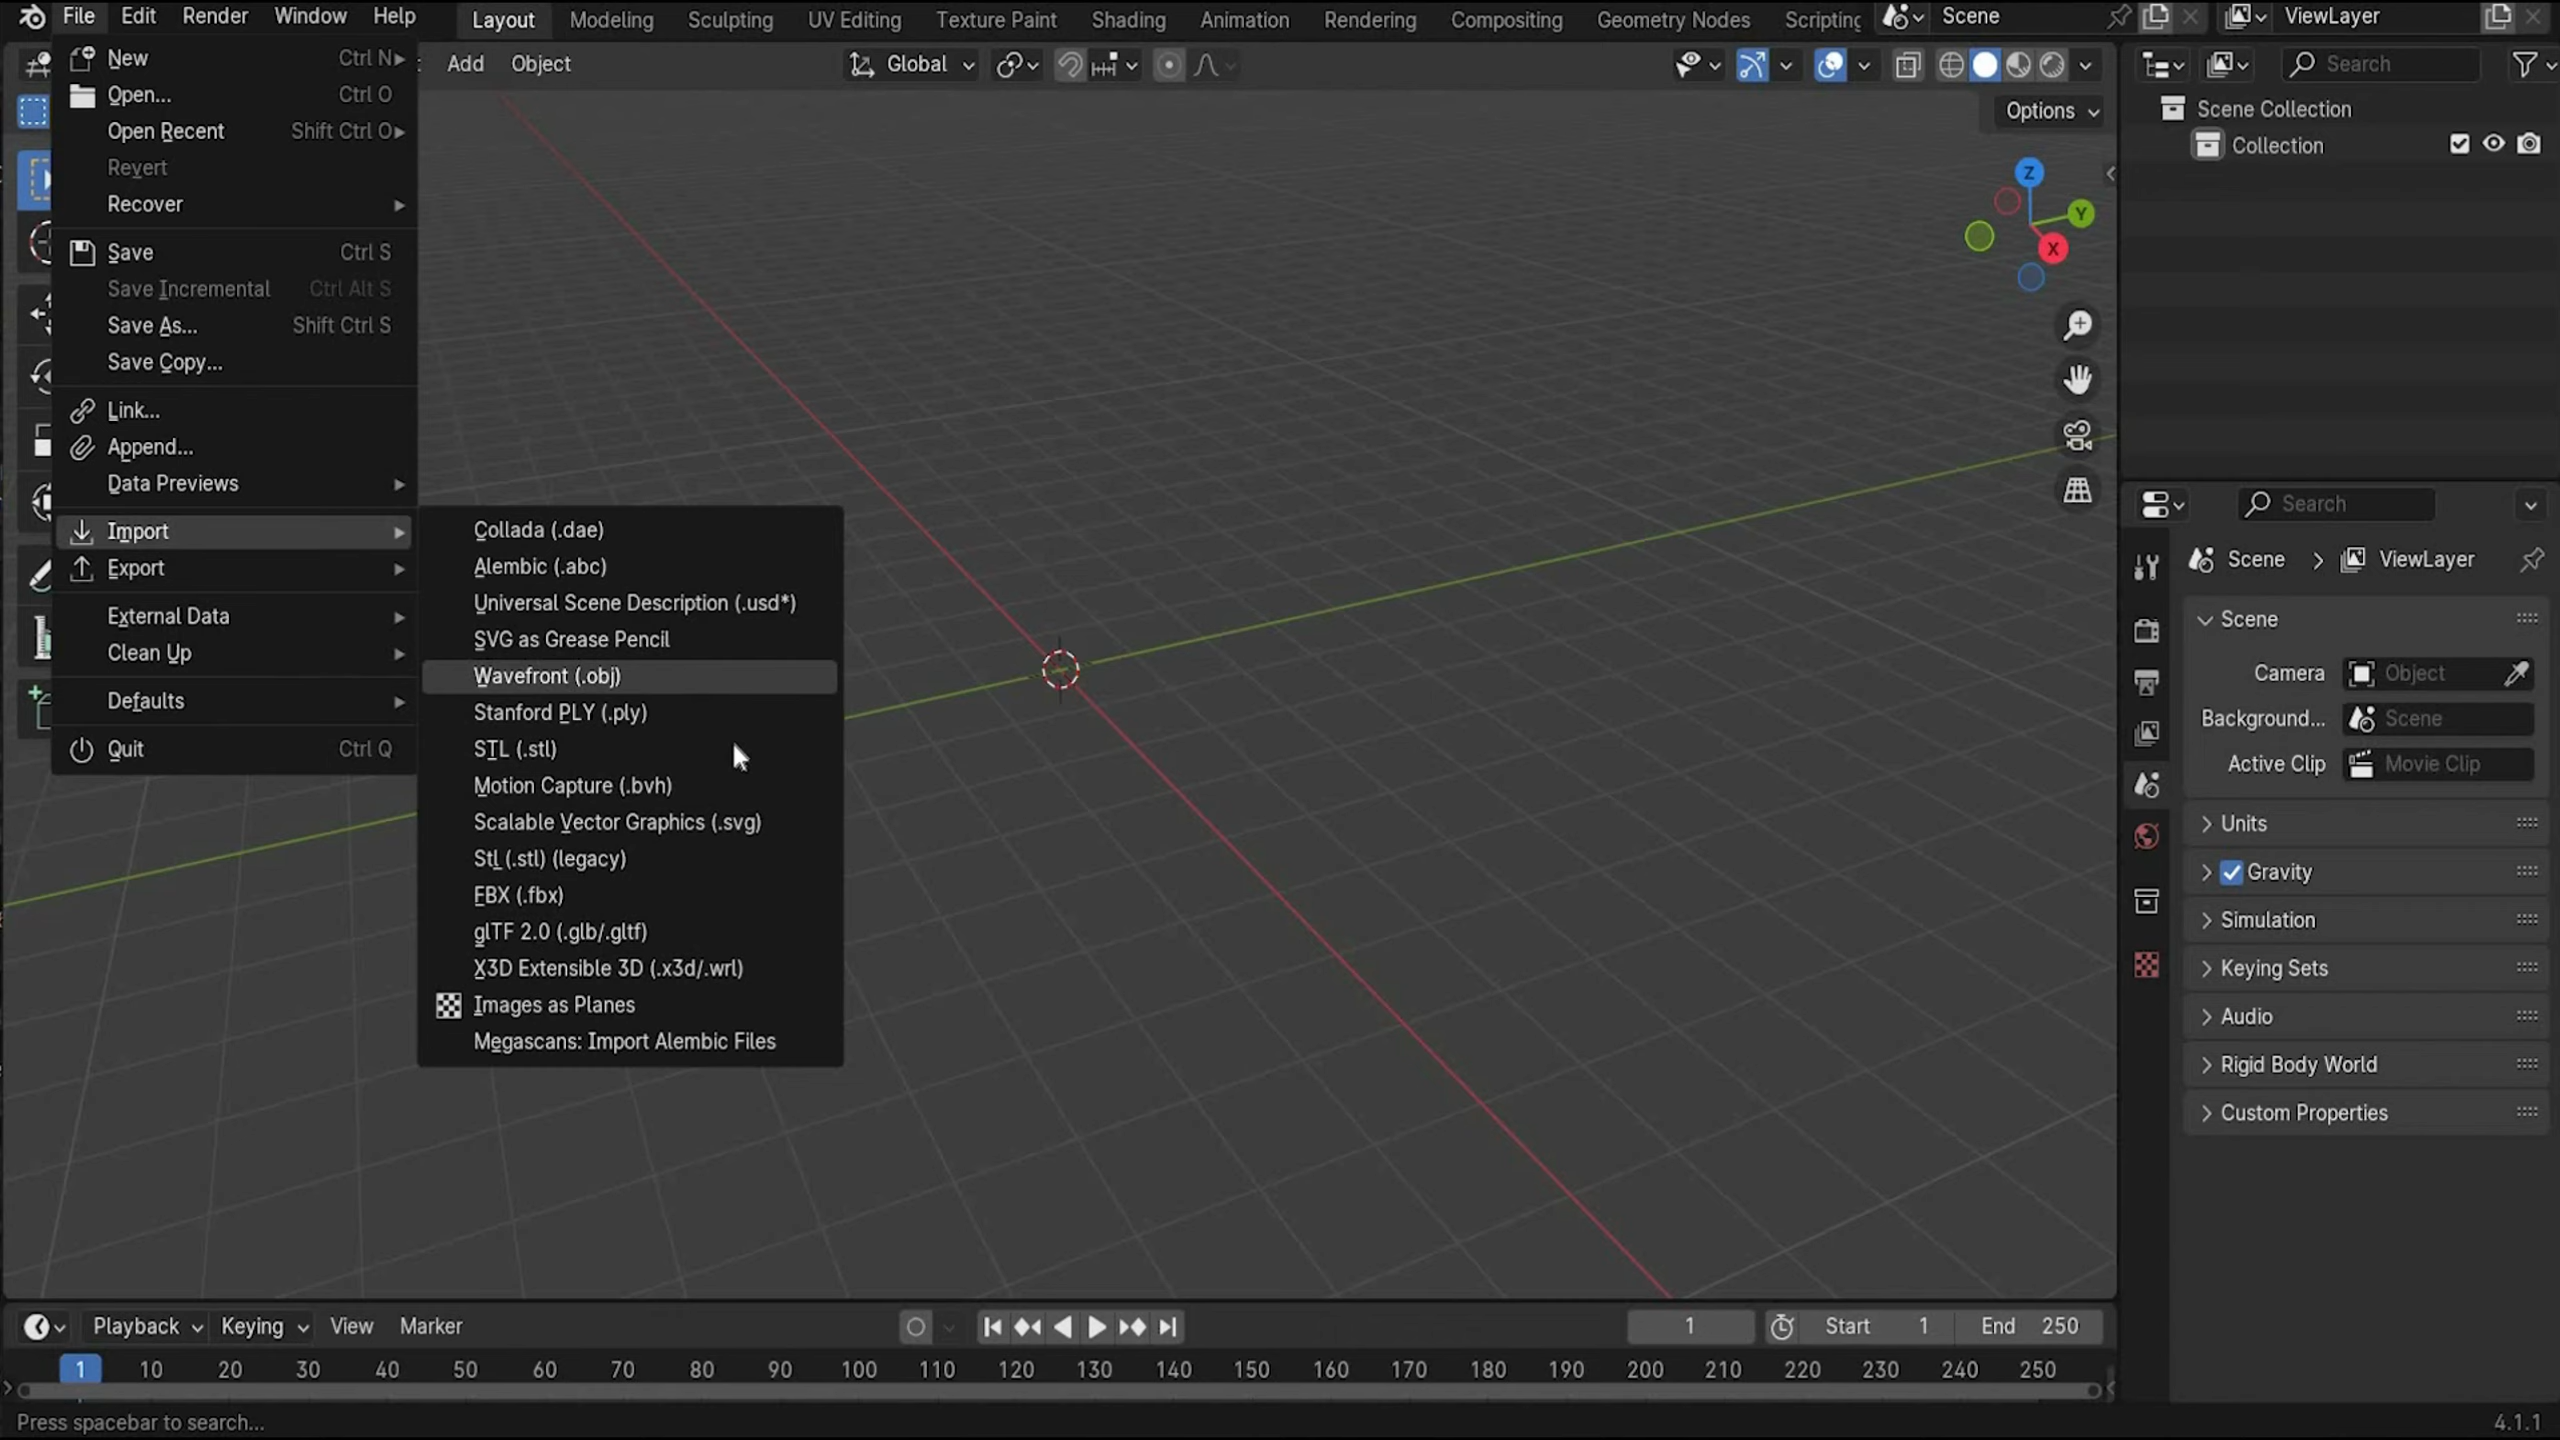 File Edit Render Window Help Layout Modeling Sculpting UV Editing Texture Paint Shading Animation Rendering Compositing Geometry Nodes Scripting Scene ViewLayer
Add Object Global Search
Options
New Ctrl N
Open... Ctrl O
Open Recent Shift Ctrl O
Revert
Recover
Save Ctrl S
Save Incremental Ctrl Alt S
Save As... Shift Ctrl S
Save Copy...
Link...
Append...
Data Previews
Import
Export
External Data
Clean Up
Defaults
Quit Ctrl Q
Collada (.dae)
Alembic (.abc)
Universal Scene Description (.usd*)
SVG as Grease Pencil
Wavefront (.obj)
Stanford PLY (.ply)
STL (.stl)
Motion Capture (.bvh)
Scalable Vector Graphics (.svg)
Stl (.stl) (legacy)
FBX (.fbx)
glTF 2.0 (.glb/.gltf)
X3D Extensible 3D (.x3d/.wrl)
Images as Planes
Megascans: Import Alembic Files
Z
Y
X
Scene Collection
Collection
Search
Scene ViewLayer
Scene
Camera Object
Background... Scene
Active Clip Movie Clip
Units
Gravity
Simulation
Keying Sets
Audio
Rigid Body World
Custom Properties
Playback Keying View Marker 1 Start 1 End 250
1 10 20 30 40 50 60 70 80 90 100 110 120 130 140 150 160 170 180 190 200 210 220 230 240 250
Press spacebar to search...
4.1.1